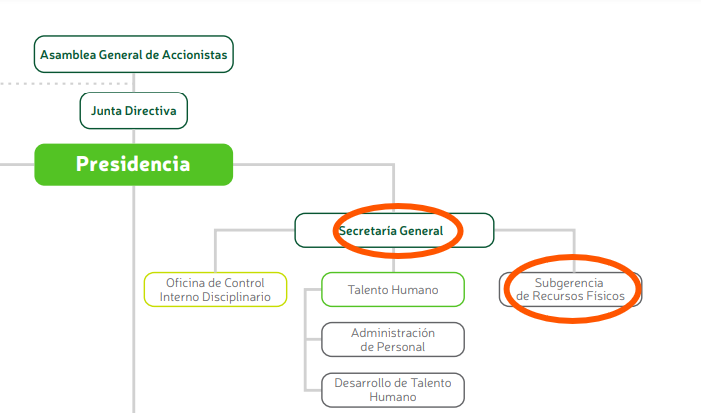 Asamblea General de Accionistas
Junta Directiva
Presidencia
Secretaría General
Oficina de Control
Interno Disciplinario
Talento Humano
Subgerencia
de Recursos Físicos
Administración
de Personal
Desarrollo de Talento
Humano